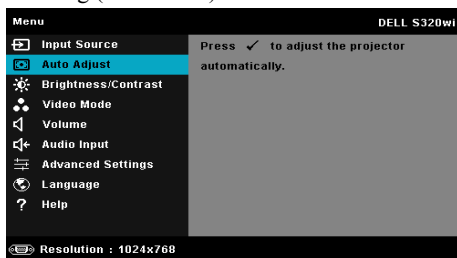 Menu DELL S320wi
Input Source
Auto Adjust
Brightness/Contrast
Video Mode
Volume
Audio Input
Advanced Settings
Language
Help
Press ✓ to adjust the projector
automatically.
Resolution : 1024x768